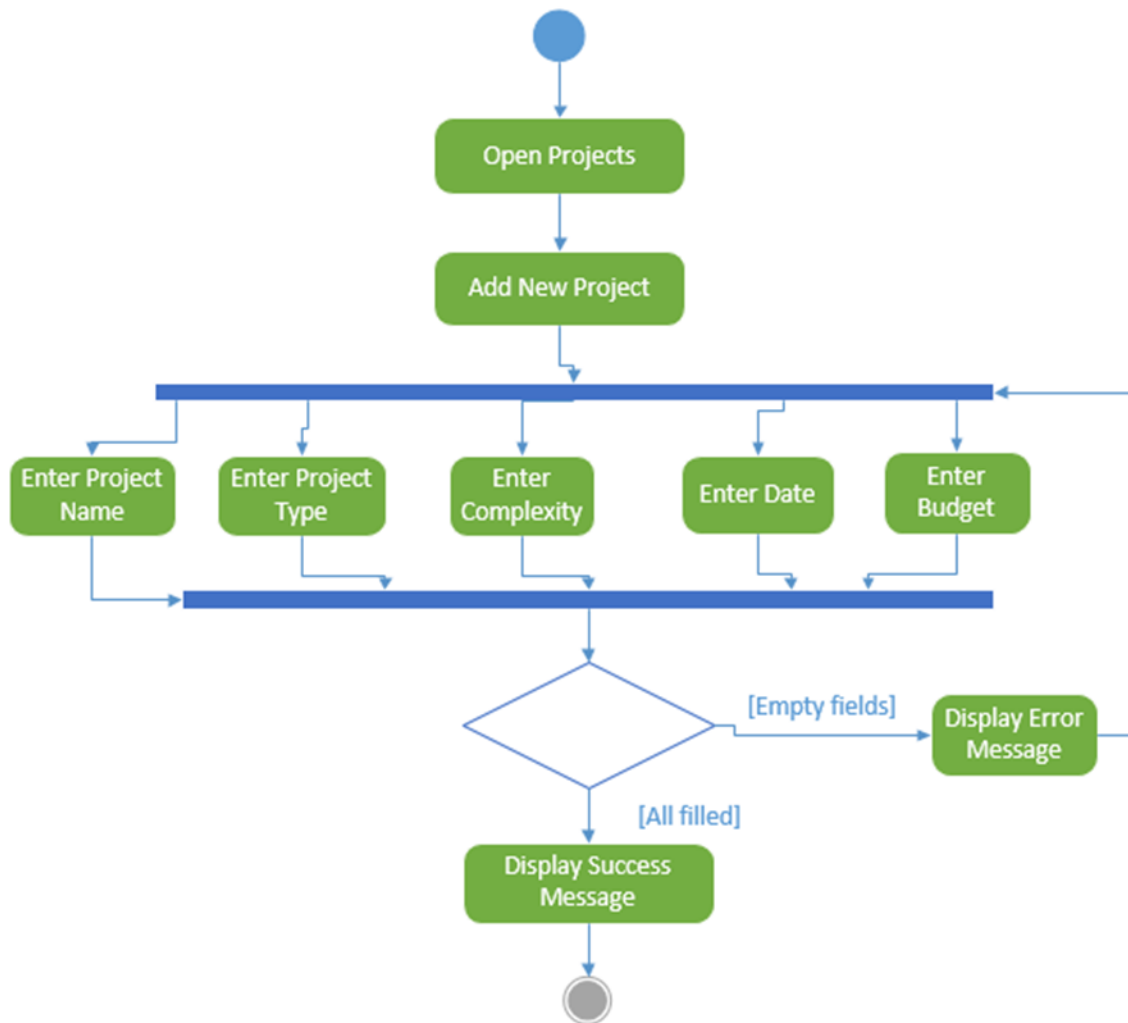 Open Projects
Add New Project
Enter Project
Name
Enter Project
Type
Enter
Complexity
Enter Date
Enter
Budget
[Empty fields]
Display Error
Message
[All filled]
Display Success
Message